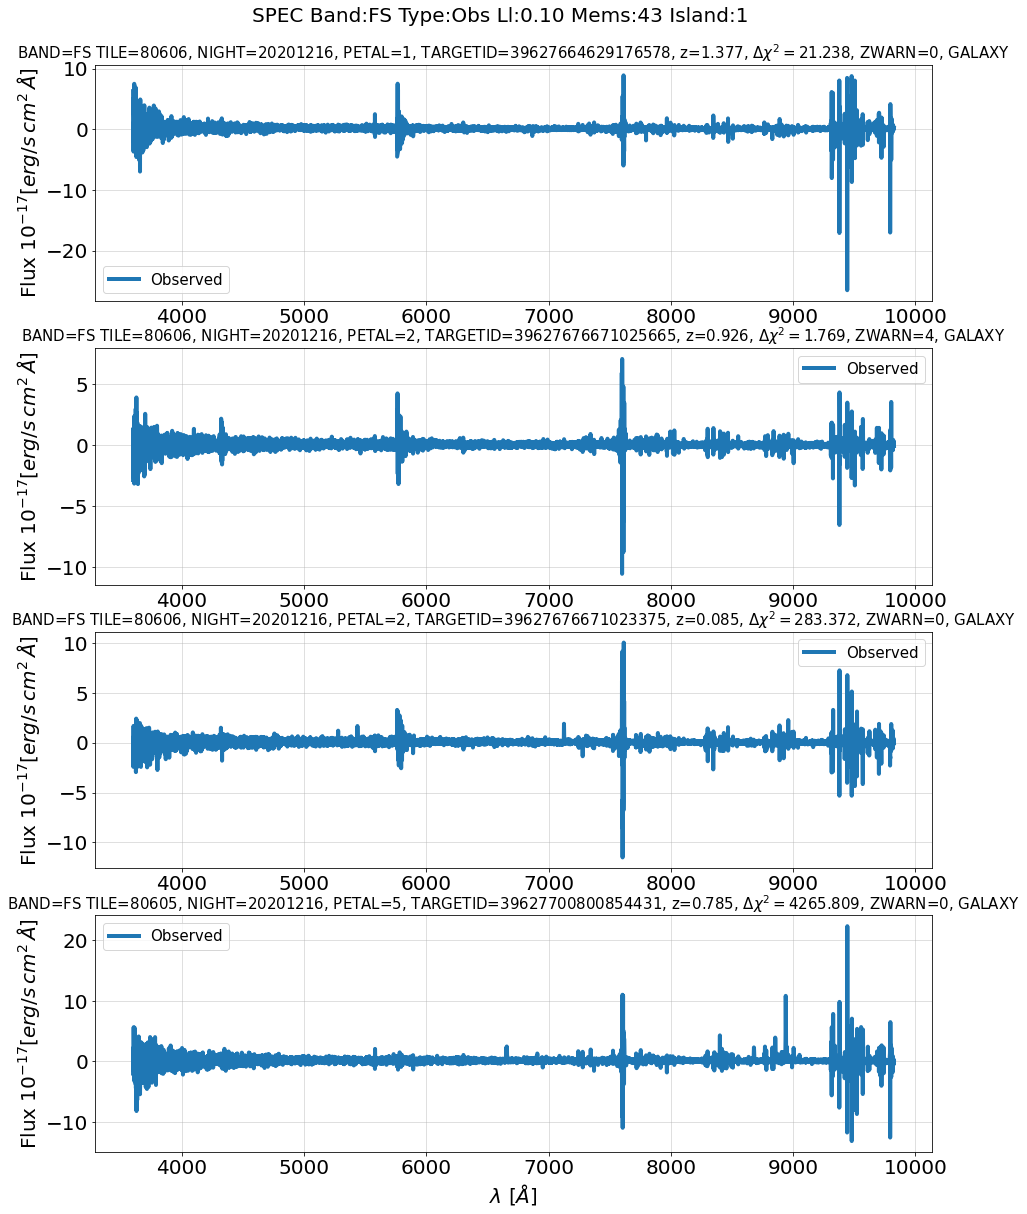 SPEC Band:FS Type:Obs Ll:0.10 Mems:43 Island:1
BAND=FS TILE=80606, NIGHT=20201216, PETAL=1, TARGETID=39627664629176578, z=1.377, Δχ² = 21.238, ZWARN=0, GALAXY
Flux 10⁻¹⁷[erg/s cm² Å]
10
0
−10
−20
Observed
4000 5000 6000 7000 8000 9000 10000
BAND=FS TILE=80606, NIGHT=20201216, PETAL=2, TARGETID=39627676671025665, z=0.926, Δχ² = 1.769, ZWARN=4, GALAXY
Flux 10⁻¹⁷[erg/s cm² Å]
5
0
−5
−10
Observed
4000 5000 6000 7000 8000 9000 10000
BAND=FS TILE=80606, NIGHT=20201216, PETAL=2, TARGETID=39627676671023375, z=0.085, Δχ² = 283.372, ZWARN=0, GALAXY
Flux 10⁻¹⁷[erg/s cm² Å]
10
5
0
−5
−10
Observed
4000 5000 6000 7000 8000 9000 10000
BAND=FS TILE=80605, NIGHT=20201216, PETAL=5, TARGETID=39627700800854431, z=0.785, Δχ² = 4265.809, ZWARN=0, GALAXY
Flux 10⁻¹⁷[erg/s cm² Å]
20
10
0
−10
Observed
4000 5000 6000 7000 8000 9000 10000
λ [Å]